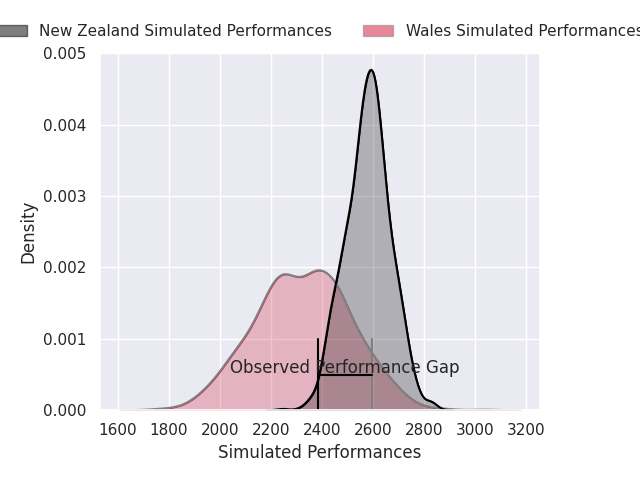 New Zealand Simulated Performances
Wales Simulated Performances
0.005
0.004
0.003
0.002
0.001
0.000
Density
Observed Performance Gap
1600 1800 2000 2200 2400 2600 2800 3000 3200
Simulated Performances